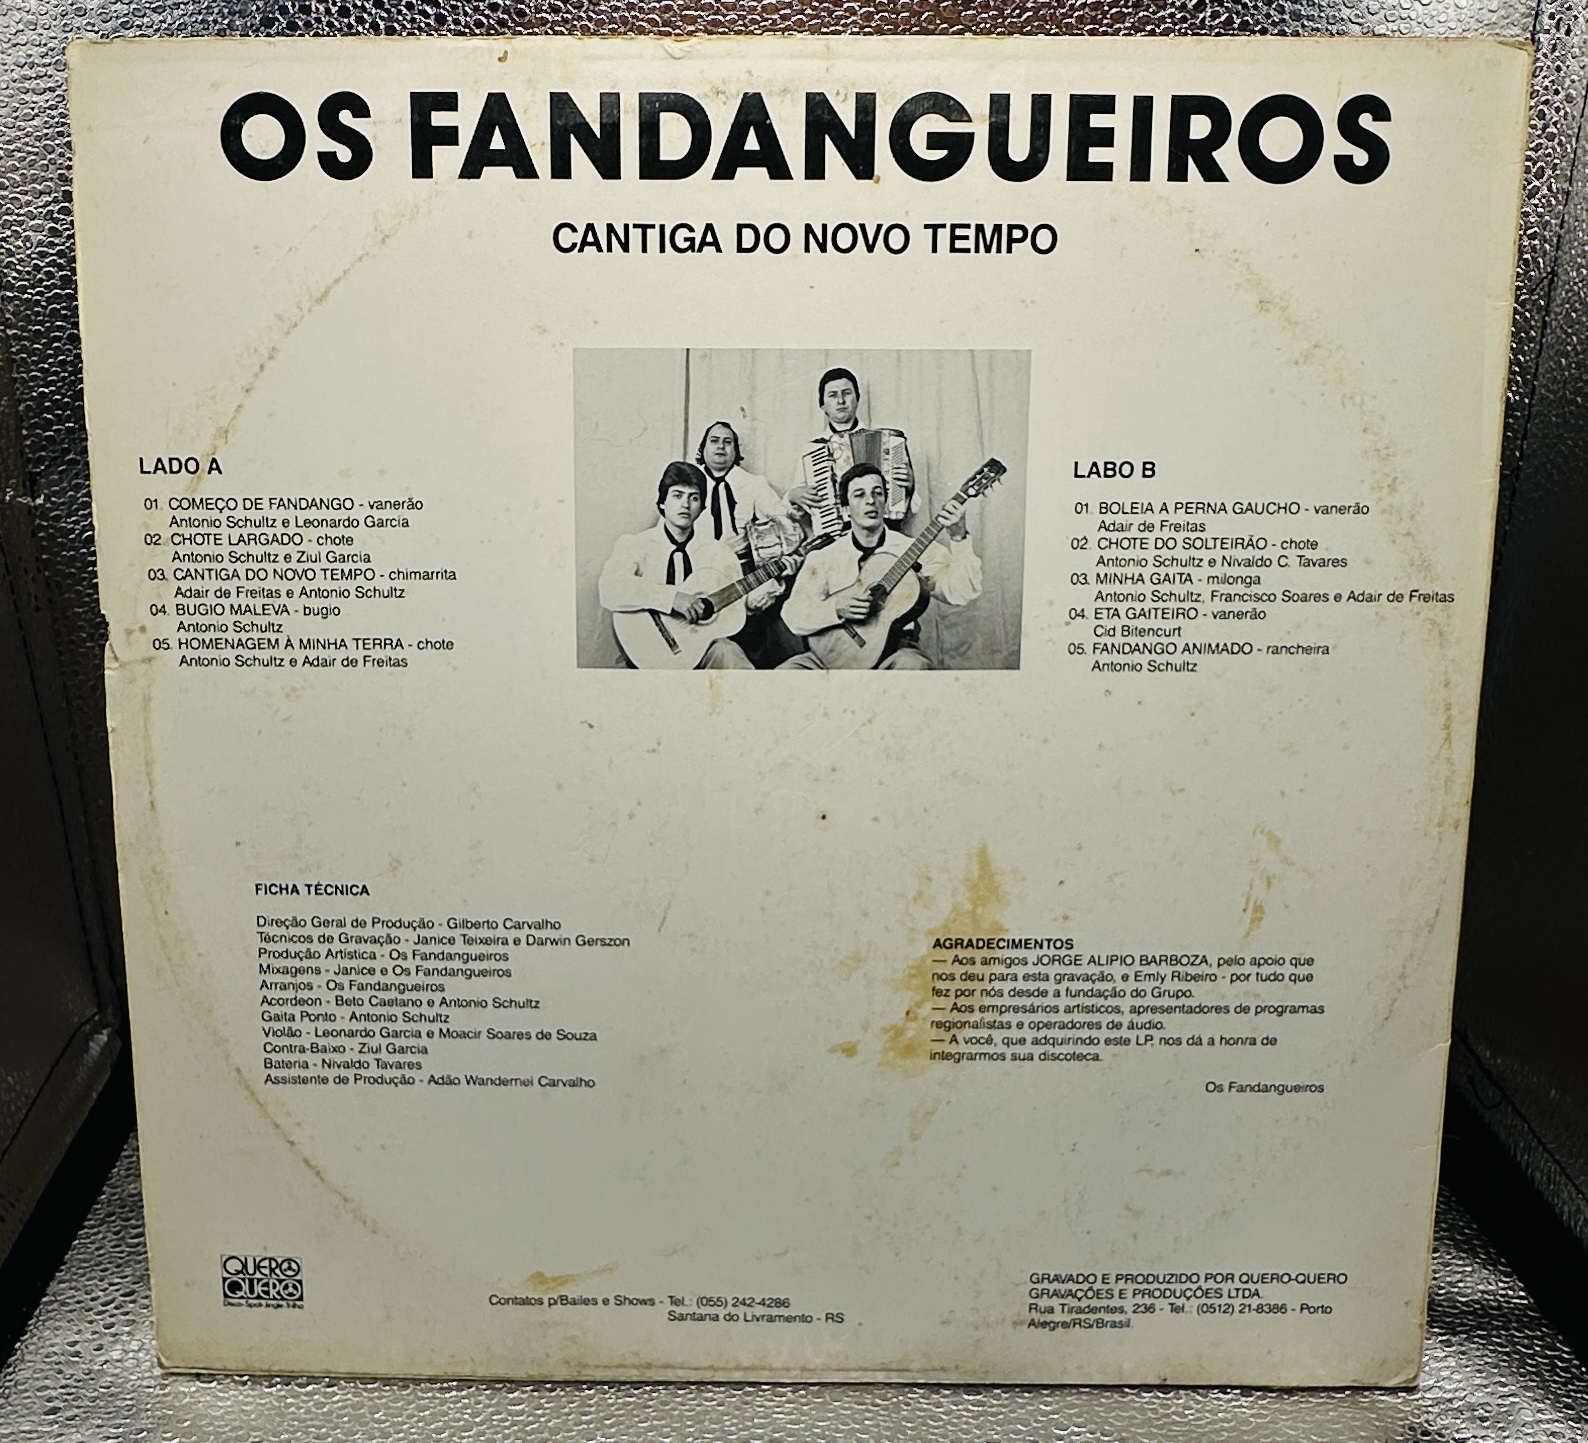 OS FANDANGUEIROS
CANTIGA DO NOVO TEMPO
LADO A
01. COMEÇO DE FANDANGO - vanerão
Antonio Schultz e Leonardo Garcia
02. CHOTE LARGADO - chote
Antonio Schultz e Ziul Garcia
03. CANTIGA DO NOVO TEMPO - chimarrita
Adair de Freitas e Antonio Schultz
04. BUGIO MALEVA - bugio
Antonio Schultz
05. HOMENAGEM À MINHA TERRA - chote
Antonio Schultz e Adair de Freitas
LABO B
01. BOLEIA A PERNA GAUCHO - vanerão
Adair de Freitas
02. CHOTE DO SOLTEIRÃO - chote
Antonio Schultz e Nivaldo C. Tavares
03. MINHA GAITA - milonga
Antonio Schultz, Francisco Soares e Adair de Freitas
04. ETA GAITEIRO - vanerão
Cid Bitencurt
05. FANDANGO ANIMADO - rancheira
Antonio Schultz
FICHA TÉCNICA
Direção Geral de Produção - Gilberto Carvalho
Técnicos de Gravação - Janice Teixeira e Darwin Gerszon
Produção Artística - Os Fandangueiros
Mixagens - Janice e Os Fandangueiros
Arranjos - Os Fandangueiros
Acordeon - Beto Caetano e Antonio Schultz
Gaita Ponto - Antonio Schultz
Violão - Leonardo Garcia e Moacir Soares de Souza
Contra-Baixo - Ziul Garcia
Bateria - Nivaldo Tavares
Assistente de Produção - Adão Wandernei Carvalho
AGRADECIMENTOS
— Aos amigos JORGE ALIPIO BARBOZA, pelo apoio que
nos deu para esta gravação, e Emly Ribeiro - por tudo que
fez por nós desde a fundação do Grupo.
— Aos empresários artísticos, apresentadores de programas
regionalistas e operadores de áudio.
— A você, que adquirindo este LP, nos dá a honra de
integrarmos sua discoteca.
Os Fandangueiros
QUERO
QUERO
Disco-Spot-Jingle-Trilha
Contatos p/Bailes e Shows - Tel.: (055) 242-4286
Santana do Livramento - RS
GRAVADO E PRODUZIDO POR QUERO-QUERO
GRAVAÇÕES E PRODUÇÕES LTDA.
Rua Tiradentes, 236 - Tel.: (0512) 21-8386 - Porto
Alegre/RS/Brasil.